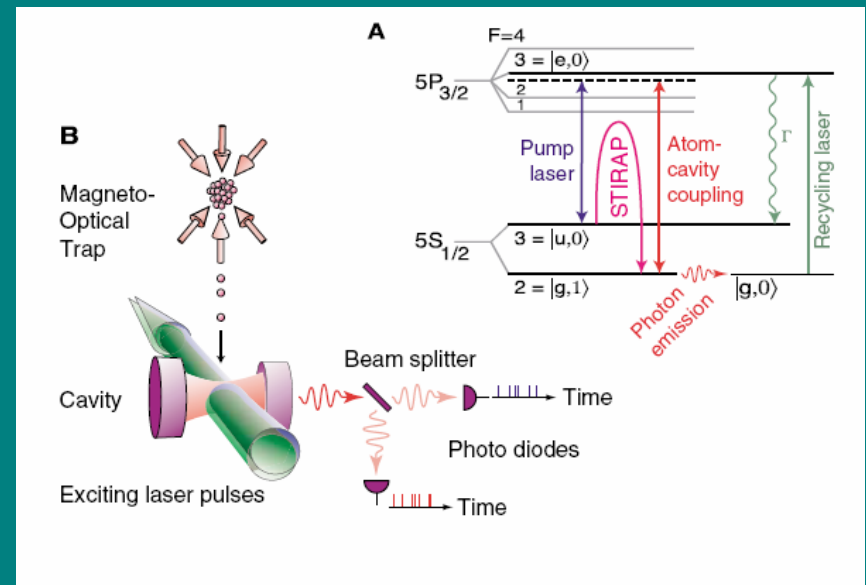 A
F=4
3 = |e,0⟩
5P3/2
2
1
Pump
laser
STIRAP
Atom-
cavity
coupling
Γ
Recycling laser
5S1/2
3 = |u,0⟩
2 = |g,1⟩
|g,0⟩
Photon
emission
B
Magneto-
Optical
Trap
Beam splitter
Cavity
Time
Photo diodes
Exciting laser pulses
Time